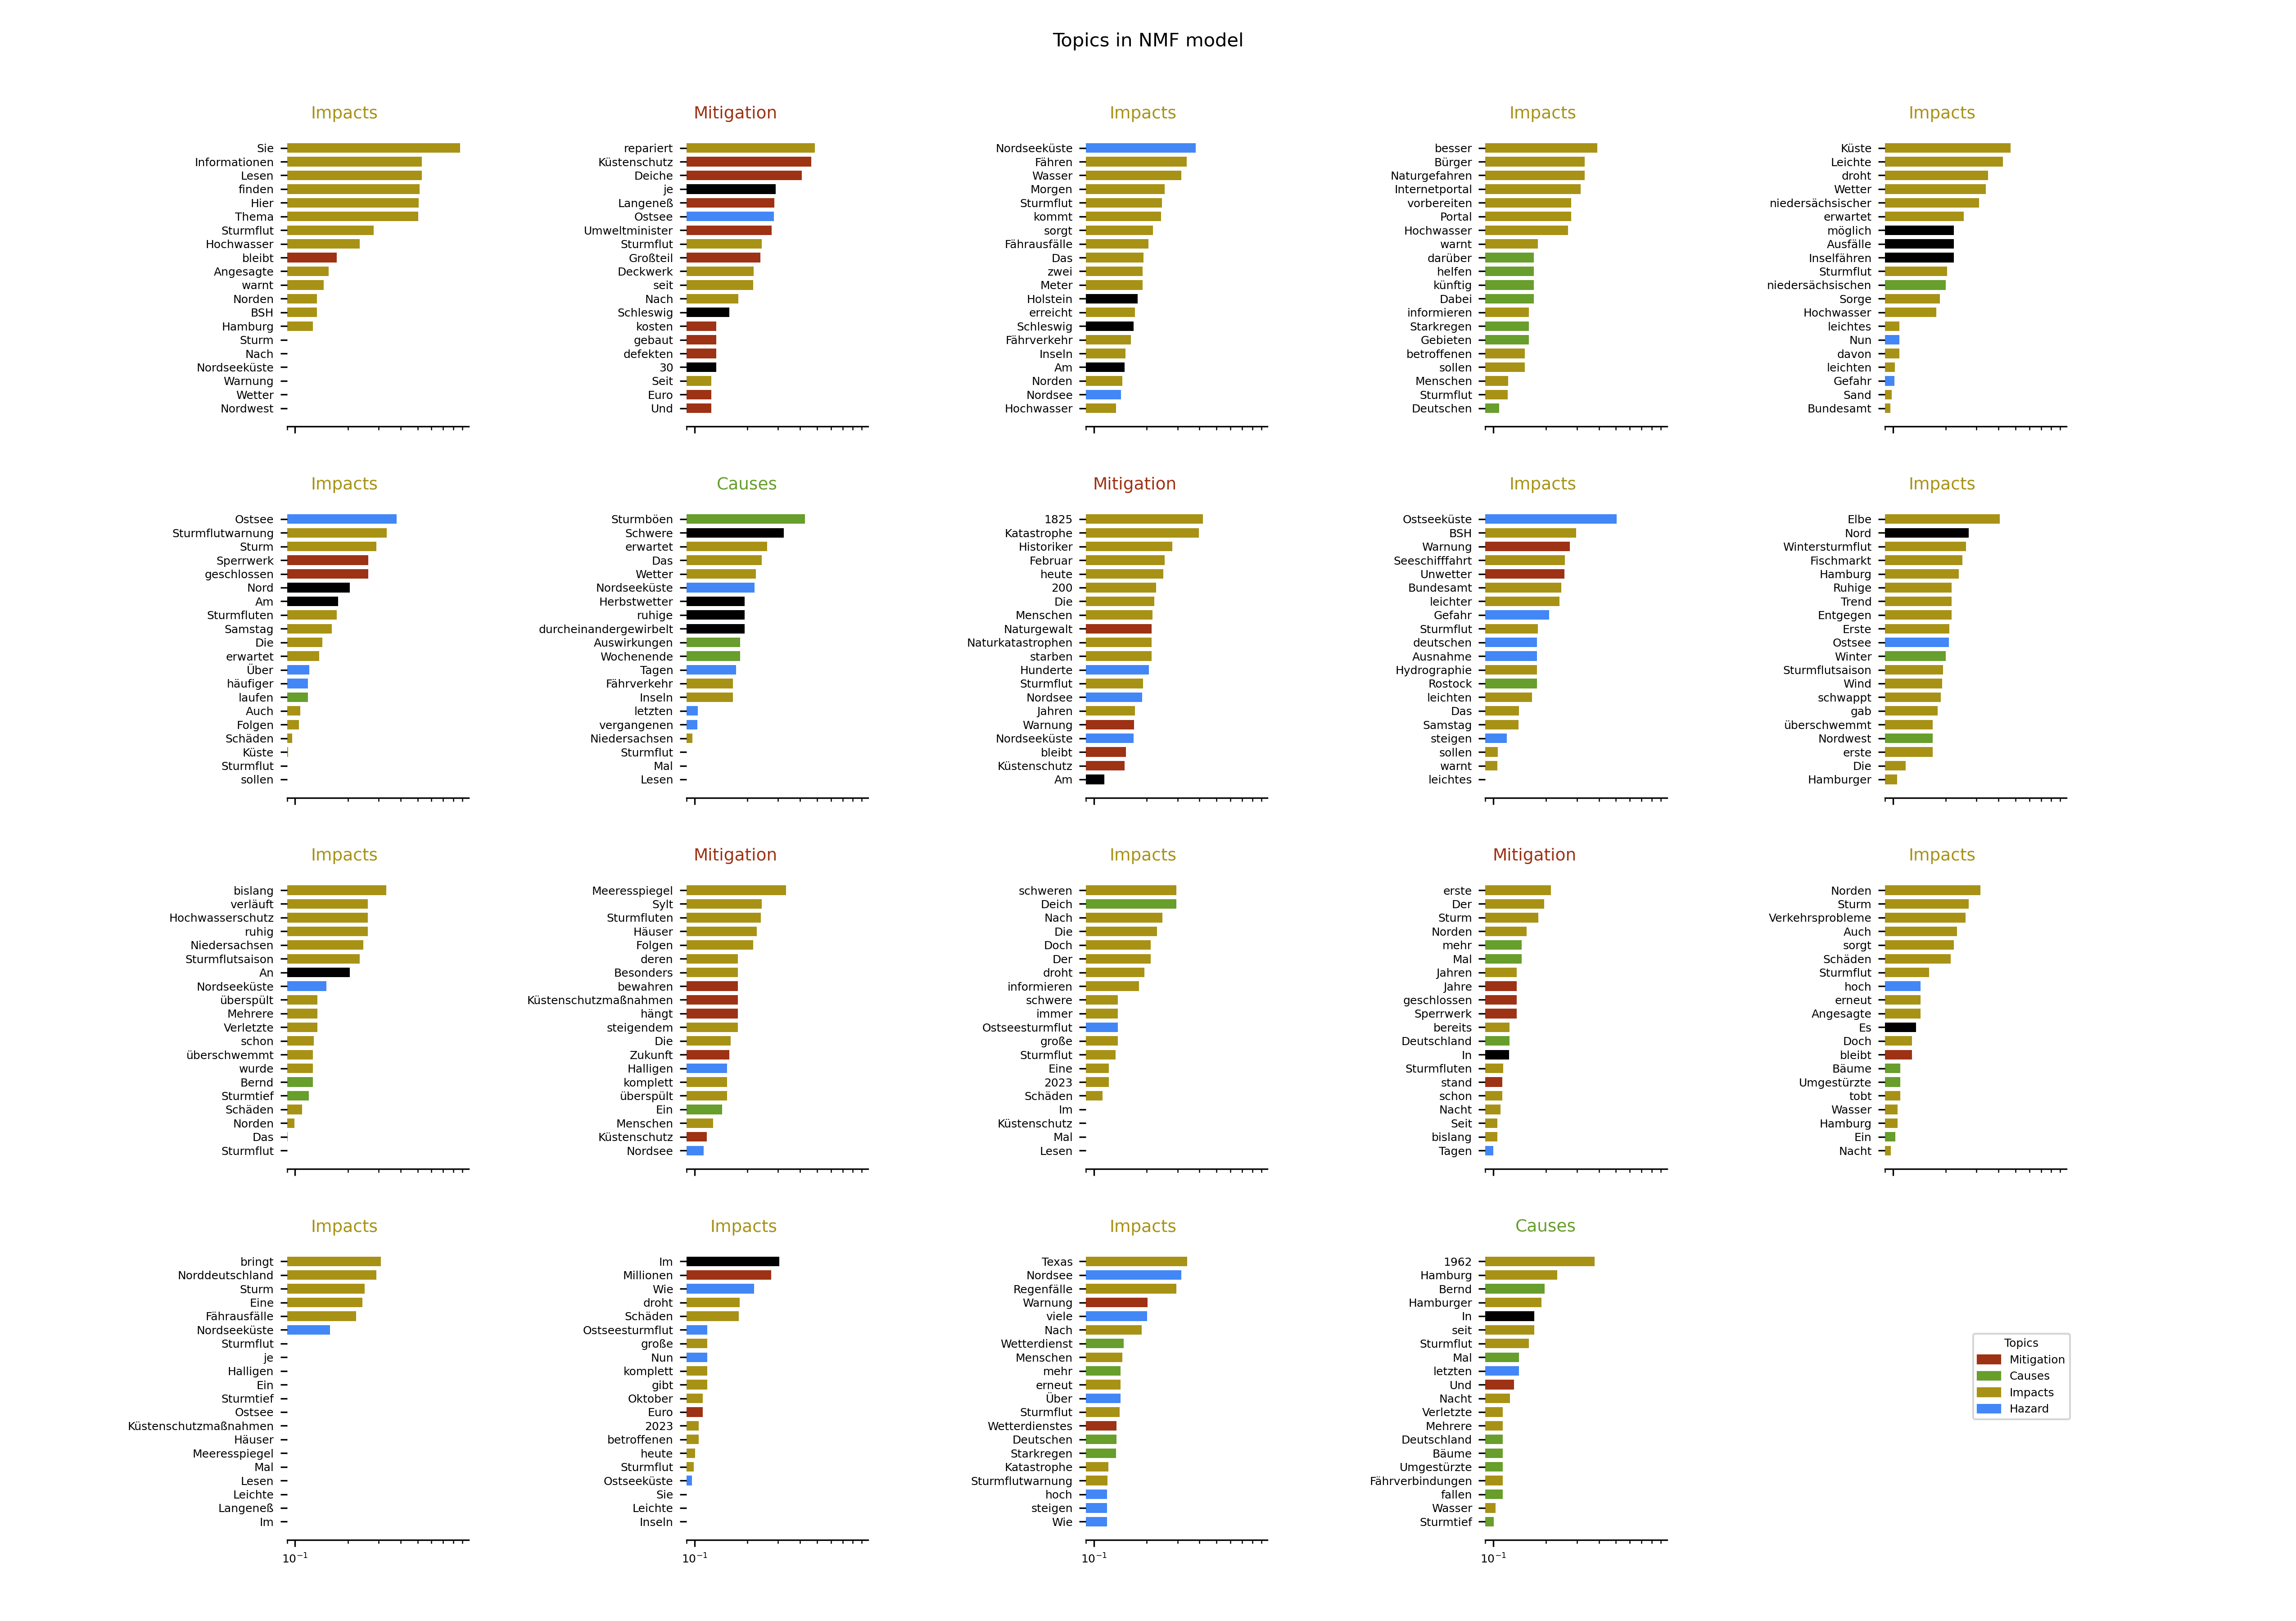 Topics in NMF model
Impacts
Sie
Informationen
Lesen
finden
Hier
Thema
Sturmflut
Hochwasser
bleibt
Angesagte
warnt
Norden
BSH
Hamburg
Sturm
Nach
Nordseeküste
Warnung
Wetter
Nordwest
Mitigation
repariert
Küstenschutz
Deiche
je
Langeneß
Ostsee
Umweltminister
Sturmflut
Großteil
Deckwerk
seit
Nach
Schleswig
kosten
gebaut
defekten
30
Seit
Euro
Und
Impacts
Nordseeküste
Fähren
Wasser
Morgen
Sturmflut
kommt
sorgt
Fährausfälle
Das
zwei
Meter
Holstein
erreicht
Schleswig
Fährverkehr
Inseln
Am
Norden
Nordsee
Hochwasser
Impacts
besser
Bürger
Naturgefahren
Internetportal
vorbereiten
Portal
Hochwasser
warnt
darüber
helfen
künftig
Dabei
informieren
Starkregen
Gebieten
betroffenen
sollen
Menschen
Sturmflut
Deutschen
Impacts
Küste
Leichte
droht
Wetter
niedersächsischer
erwartet
möglich
Ausfälle
Inselfähren
Sturmflut
niedersächsischen
Sorge
Hochwasser
leichtes
Nun
davon
leichten
Gefahr
Sand
Bundesamt
Impacts
Ostsee
Sturmflutwarnung
Sturm
Sperrwerk
geschlossen
Nord
Am
Sturmfluten
Samstag
Die
erwartet
Über
häufiger
laufen
Auch
Folgen
Schäden
Küste
Sturmflut
sollen
Causes
Sturmböen
Schwere
erwartet
Das
Wetter
Nordseeküste
Herbstwetter
ruhige
durcheinandergewirbelt
Auswirkungen
Wochenende
Tagen
Fährverkehr
Inseln
letzten
vergangenen
Niedersachsen
Sturmflut
Mal
Lesen
Mitigation
1825
Katastrophe
Historiker
Februar
heute
200
Die
Menschen
Naturgewalt
Naturkatastrophen
starben
Hunderte
Sturmflut
Nordsee
Jahren
Warnung
Nordseeküste
bleibt
Küstenschutz
Am
Impacts
Ostseeküste
BSH
Warnung
Seeschifffahrt
Unwetter
Bundesamt
leichter
Gefahr
Sturmflut
deutschen
Ausnahme
Hydrographie
Rostock
leichten
Das
Samstag
steigen
sollen
warnt
leichtes
Impacts
Elbe
Nord
Wintersturmflut
Fischmarkt
Hamburg
Ruhige
Trend
Entgegen
Erste
Ostsee
Winter
Sturmflutsaison
Wind
schwappt
gab
überschwemmt
Nordwest
erste
Die
Hamburger
Impacts
bislang
verläuft
Hochwasserschutz
ruhig
Niedersachsen
Sturmflutsaison
An
Nordseeküste
überspült
Mehrere
Verletzte
schon
überschwemmt
wurde
Bernd
Sturmtief
Schäden
Norden
Das
Sturmflut
Mitigation
Meeresspiegel
Sylt
Sturmfluten
Häuser
Folgen
deren
Besonders
bewahren
Küstenschutzmaßnahmen
hängt
steigendem
Die
Zukunft
Halligen
komplett
überspült
Ein
Menschen
Küstenschutz
Nordsee
Impacts
schweren
Deich
Nach
Die
Doch
Der
droht
informieren
schwere
immer
Ostseesturmflut
große
Sturmflut
Eine
2023
Schäden
Im
Küstenschutz
Mal
Lesen
Mitigation
erste
Der
Sturm
Norden
mehr
Mal
Jahren
Jahre
geschlossen
Sperrwerk
bereits
Deutschland
In
Sturmfluten
stand
schon
Nacht
Seit
bislang
Tagen
Impacts
Norden
Sturm
Verkehrsprobleme
Auch
sorgt
Schäden
Sturmflut
hoch
erneut
Angesagte
Es
Doch
bleibt
Bäume
Umgestürzte
tobt
Wasser
Hamburg
Ein
Nacht
Impacts
bringt
Norddeutschland
Sturm
Eine
Fährausfälle
Nordseeküste
Sturmflut
je
Halligen
Ein
Sturmtief
Ostsee
Küstenschutzmaßnahmen
Häuser
Meeresspiegel
Mal
Lesen
Leichte
Langeneß
Im
10⁻¹
Impacts
Im
Millionen
Wie
droht
Schäden
Ostseesturmflut
große
Nun
komplett
gibt
Oktober
Euro
2023
betroffenen
heute
Sturmflut
Ostseeküste
Sie
Leichte
Inseln
10⁻¹
Impacts
Texas
Nordsee
Regenfälle
Warnung
viele
Nach
Wetterdienst
Menschen
mehr
erneut
Über
Sturmflut
Wetterdienstes
Deutschen
Starkregen
Katastrophe
Sturmflutwarnung
hoch
steigen
Wie
10⁻¹
Causes
1962
Hamburg
Bernd
Hamburger
In
seit
Sturmflut
Mal
letzten
Und
Nacht
Verletzte
Mehrere
Deutschland
Bäume
Umgestürzte
Fährverbindungen
fallen
Wasser
Sturmtief
10⁻¹
Topics
Mitigation
Causes
Impacts
Hazard